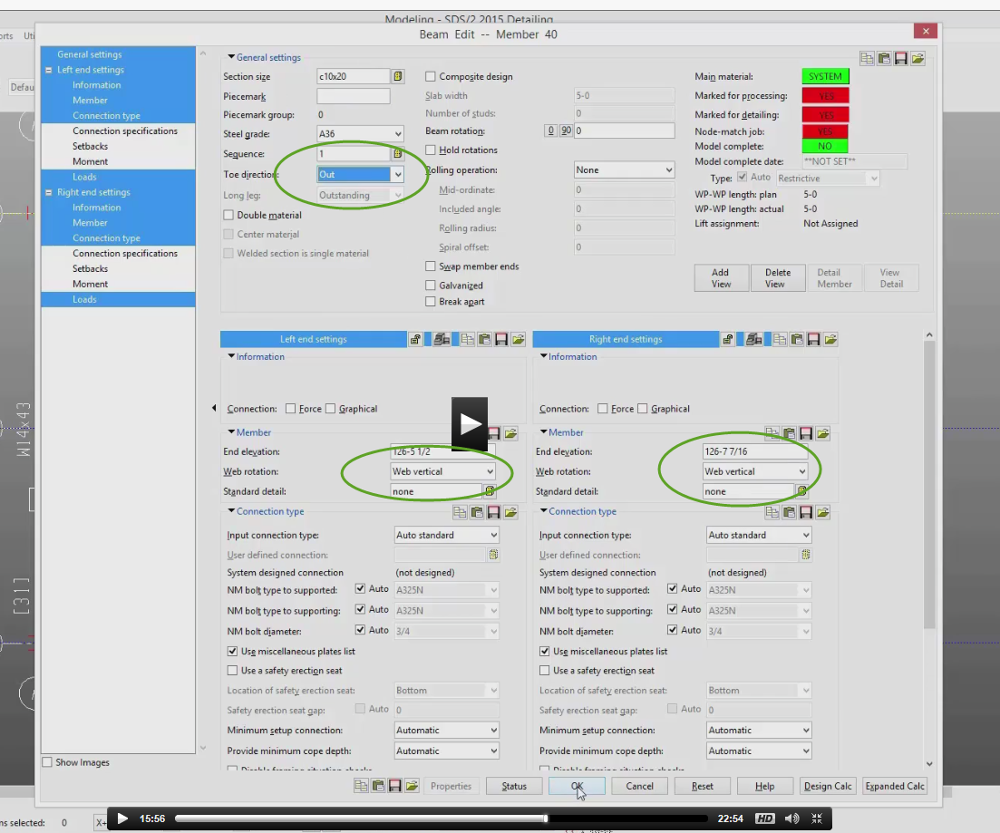 Modeling - SDS/2 2015 Detailing
Beam Edit -- Member 40
orts Uti
Defau
General settings
Left end settings
Information
Member
Connection type
Connection specifications
Setbacks
Moment
Loads
Right end settings
Information
Member
Connection type
Connection specifications
Setbacks
Moment
Loads
Show Images
General settings
Section size c10x20
Piecemark
Piecemark group: 0
Steel grade: A36
Sequence: 1
Toe direction: Out
Long leg: Outstanding
Double material
Center material
Welded section is single material
Composite design
Slab width 5-0
Number of studs: 0
Beam rotation: 0 90 0
Hold rotations
Rolling operation: None
Mid-ordinate: 0
Included angle: 0
Rolling radius: 0
Spiral offset: 0
Swap member ends
Galvanized
Break apart
Main material: SYSTEM
Marked for processing: YES
Marked for detailing: YES
Node-match job: YES
Model complete: NO
Model complete date: **NOT SET**
Type: Auto Restrictive
WP-WP length: plan 5-0
WP-WP length: actual 5-0
Lift assignment: Not Assigned
Add View
Delete View
Detail Member
View Detail
Left end settings
Information
Connection: Force Graphical
Member
End elevation: 126-5 1/2
Web rotation: Web vertical
Standard detail: none
Connection type
Input connection type: Auto standard
User defined connection:
System designed connection (not designed)
NM bolt type to supported: Auto A325N
NM bolt type to supporting: Auto A325N
NM bolt diameter: Auto 3/4
Use miscellaneous plates list
Use a safety erection seat
Location of safety erection seat: Bottom
Safety erection seat gap: Auto 0
Minimum setup connection: Automatic
Provide minimum cope depth: Automatic
Disable framing situation checks
Right end settings
Information
Connection: Force Graphical
Member
End elevation: 126-7 7/16
Web rotation: Web vertical
Standard detail: none
Connection type
Input connection type: Auto standard
User defined connection:
System designed connection (not designed)
NM bolt type to supported: Auto A325N
NM bolt type to supporting: Auto A325N
NM bolt diameter: Auto 3/4
Use miscellaneous plates list
Use a safety erection seat
Location of safety erection seat: Bottom
Safety erection seat gap: Auto 0
Minimum setup connection: Automatic
Provide minimum cope depth: Automatic
Disable framing situation checks
Properties Status OK Cancel Reset Help Design Calc Expanded Calc
W14x43
[31]
ns selected: 0 X+
15:56 22:54 HD